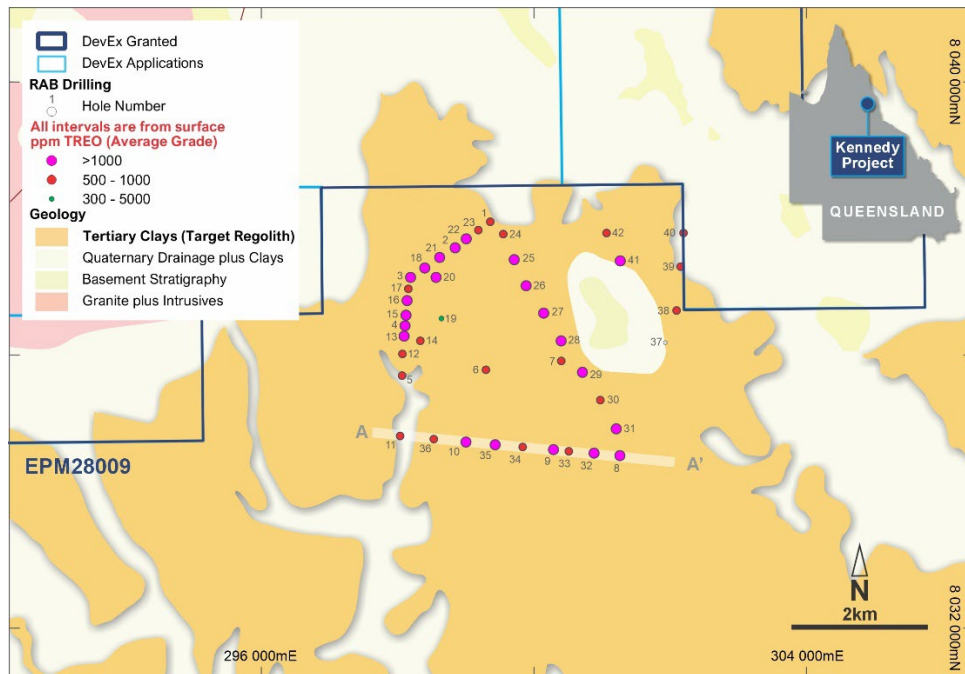 DevEx Granted
DevEx Applications
RAB Drilling
1
Hole Number
All intervals are from surface
ppm TREO (Average Grade)
>1000
500 - 1000
300 - 5000
Geology
Tertiary Clays (Target Regolith)
Quaternary Drainage plus Clays
Basement Stratigraphy
Granite plus Intrusives
8 040 000mN
Kennedy
Project
QUEENSLAND
1
23
22
2
24
42
40
21
18
25
41
39
3
20
17
26
16
38
15
19
27
4
13
14
28
37
12
7
5
6
29
30
31
A
11
36
10
35
34
9
33
32
8
A'
EPM28009
N
2km
8 032 000mN
296 000mE
304 000mE